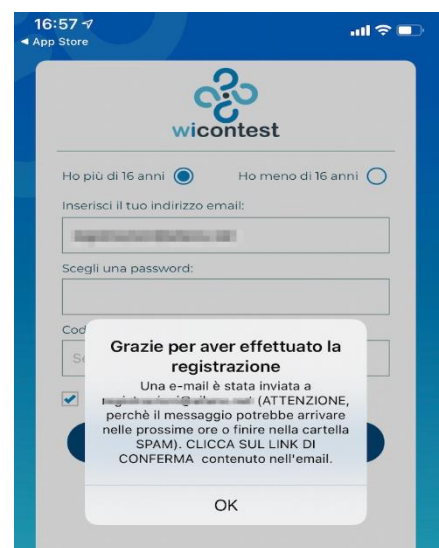 16:57
◀ App Store
wicontest
Ho più di 16 anni
Ho meno di 16 anni
Inserisci il tuo indirizzo email:
Scegli una password:
Cod
Se
Grazie per aver effettuato la
registrazione
Una e-mail è stata inviata a
(ATTENZIONE,
perchè il messaggio potrebbe arrivare
nelle prossime ore o finire nella cartella
SPAM). CLICCA SUL LINK DI
CONFERMA contenuto nell'email.
OK